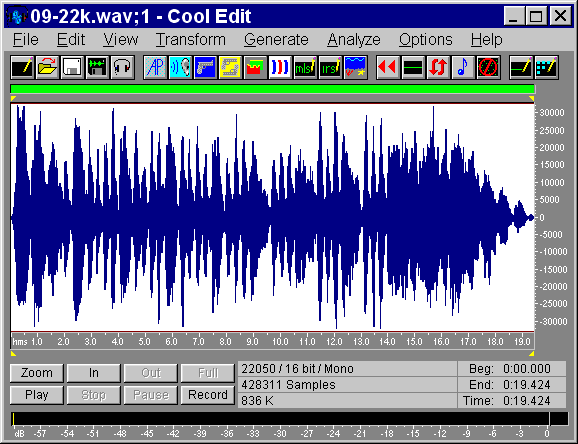 09-22k.wav;1 - Cool Edit
File Edit View Transform Generate Analyze Options Help
AP mls irs
30000
25000
20000
15000
10000
5000
0
-5000
-10000
-15000
-20000
-25000
-30000
hms 1.0 2.0 3.0 4.0 5.0 6.0 7.0 8.0 9.0 10.0 11.0 12.0 13.0 14.0 15.0 16.0 17.0 18.0 19.0
Zoom In Out Full 22050 / 16 bit / Mono Beg: 0:00.000
428311 Samples End: 0:19.424
Play Stop Pause Record 836 K Time: 0:19.424
dB -57 -54 -51 -48 -45 -42 -39 -36 -33 -30 -27 -24 -21 -18 -15 -12 -9 -6 -3 0